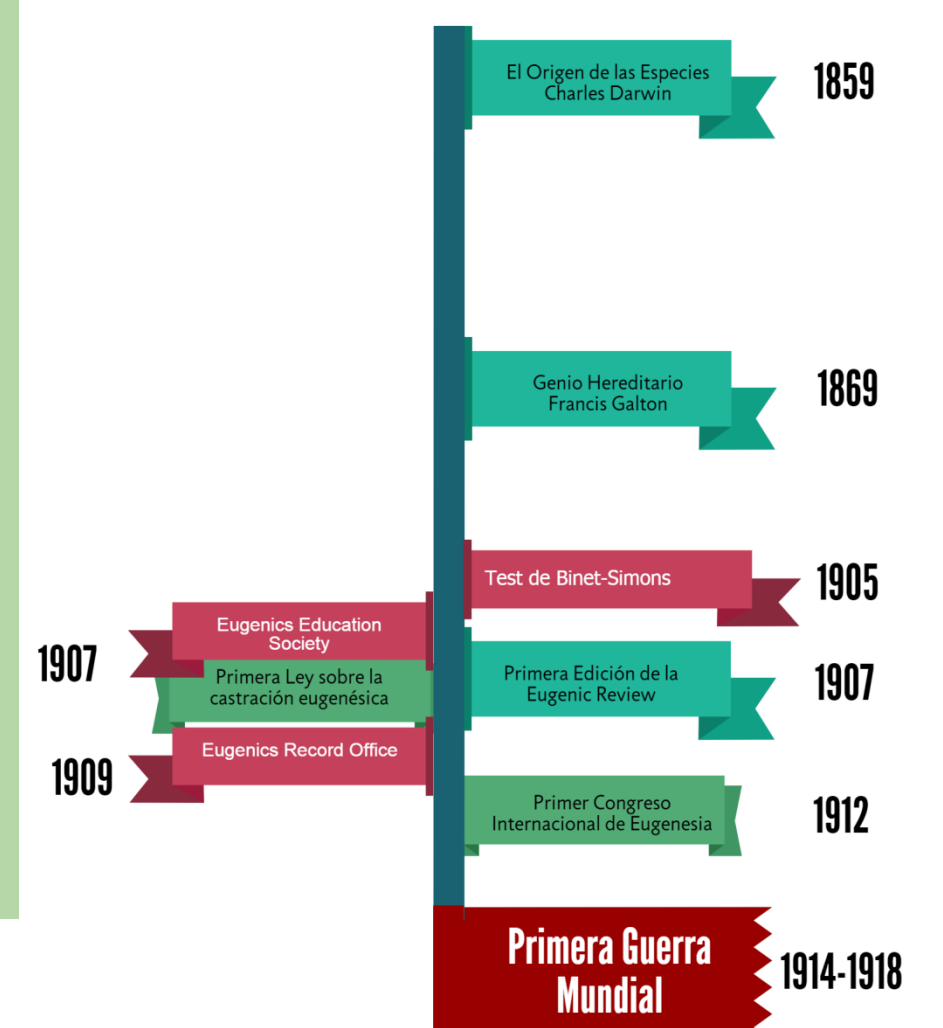 El Origen de las Especies
Charles Darwin
1859
Genio Hereditario
Francis Galton
1869
Test de Binet-Simons
1905
Eugenics Education
Society
1907
Primera Ley sobre la
castración eugenésica
Primera Edición de la
Eugenic Review
1907
Eugenics Record Office
1909
Primer Congreso
Internacional de Eugenesia
1912
Primera Guerra
Mundial
1914-1918